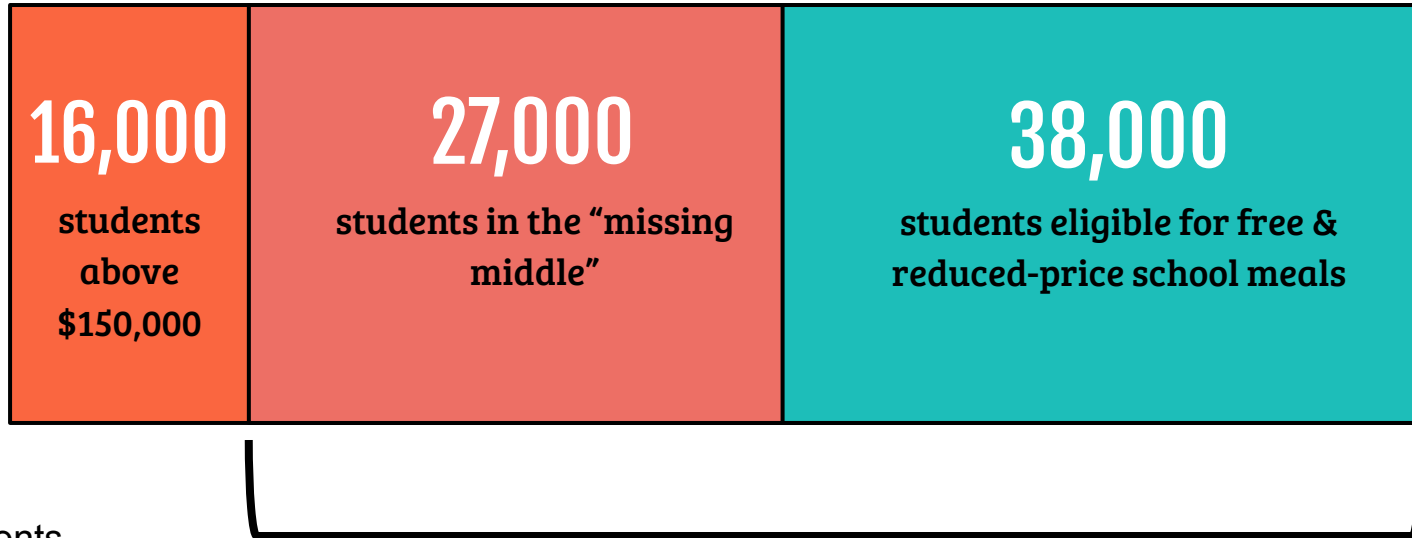 16,000
students
above
$150,000
27,000
students in the “missing
middle”
38,000
students eligible for free &
reduced-price school meals